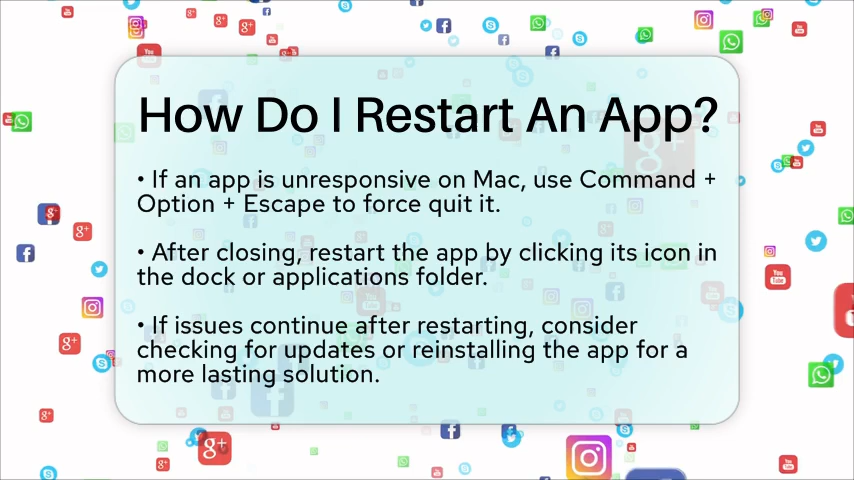 How Do I Restart An App?
• If an app is unresponsive on Mac, use Command +
Option + Escape to force quit it.
• After closing, restart the app by clicking its icon in
the dock or applications folder.
• If issues continue after restarting, consider
checking for updates or reinstalling the app for a
more lasting solution.